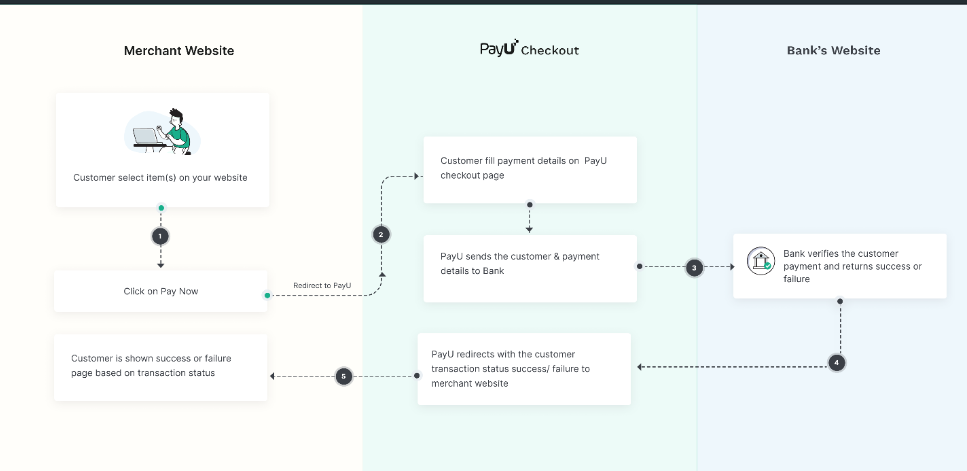 Merchant Website
PayU Checkout
Bank's Website
Customer select item(s) on your website
1
Click on Pay Now
Redirect to PayU
2
Customer fill payment details on PayU
checkout page
PayU sends the customer & payment
details to Bank
3
Bank verifies the customer
payment and returns success or
failure
4
PayU redirects with the customer
transaction status success/ failure to
merchant website
5
Customer is shown success or failure
page based on transaction status